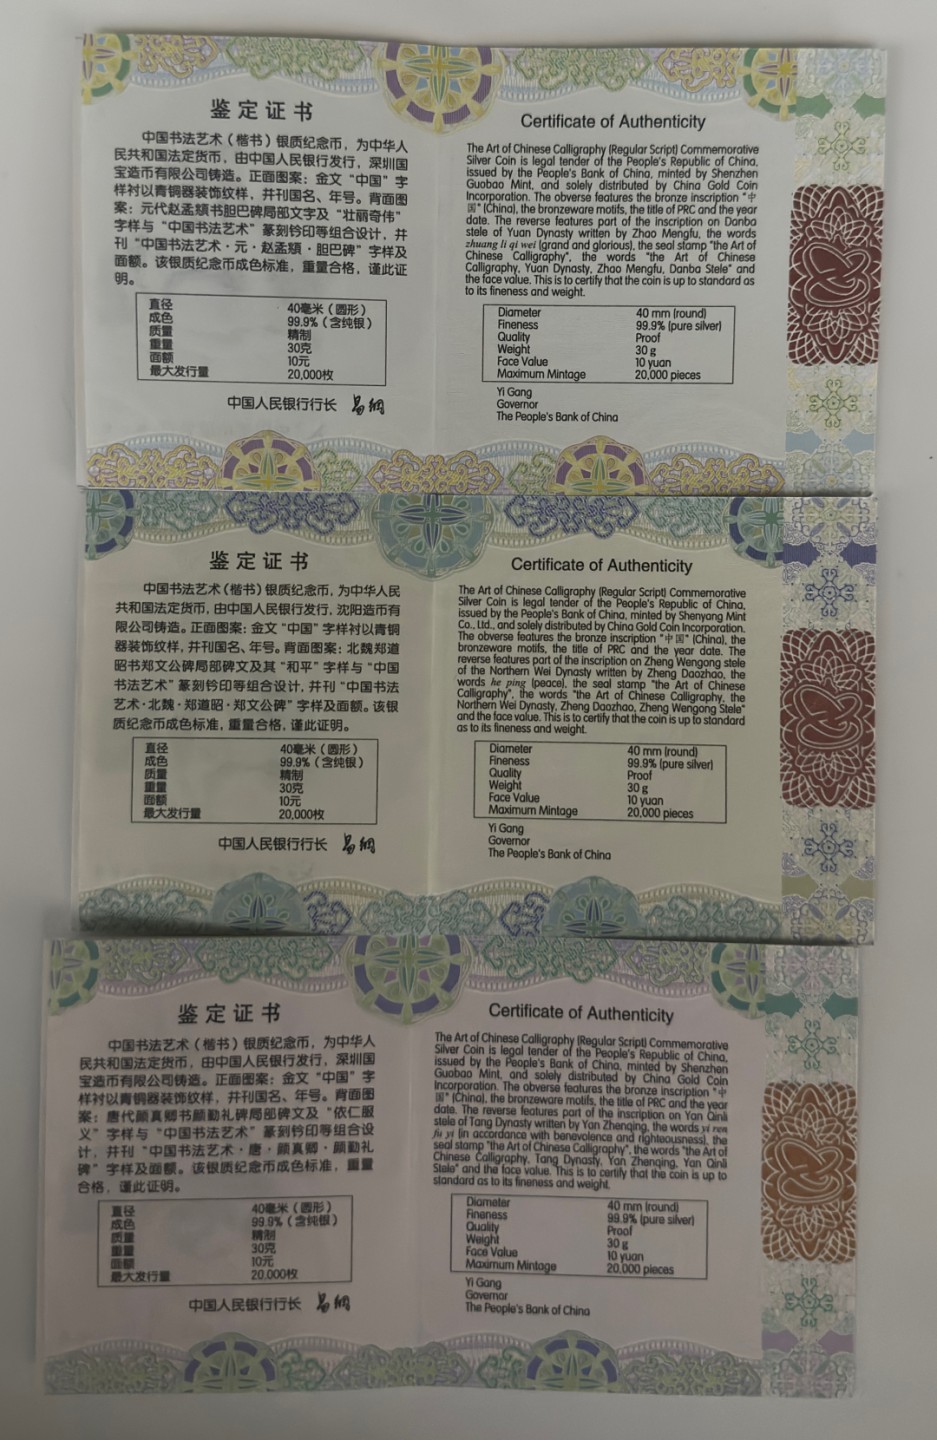 鉴定证书
中国书法艺术（楷书）银质纪念币，为中华人
民共和国法定货币，由中国人民银行发行，深圳国
宝造币有限公司铸造。正面图案：金文“中国”字
样衬以青铜器装饰纹样，并刊国名、年号。背面图
案：元代赵孟頫书胆巴碑局部文字及“壮丽奇伟”
字样与“中国书法艺术”篆刻钤印等组合设计，并
刊“中国书法艺术·元·赵孟頫·胆巴碑”字样及
面额。该银质纪念币成色标准，重量合格，谨此证
明。
直径 40毫米（圆形）
成色 99.9%（含纯银）
质量 精制
重量 30克
面额 10元
最大发行量 20,000枚
中国人民银行行长 易纲
Certificate of Authenticity
The Art of Chinese Calligraphy (Regular Script) Commemorative
Silver Coin is legal tender of the People's Republic of China,
issued by the People's Bank of China, minted by Shenzhen
Guobao Mint, and solely distributed by China Gold Coin
Incorporation. The obverse features the bronze inscription "中
国" (China), the bronzeware motifs, the title of PRC and the year
date. The reverse features part of the inscription on Danba
stele of Yuan Dynasty written by Zhao Mengfu, the words
zhuang li qi wei (grand and glorious), the seal stamp "the Art of
Chinese Calligraphy", the words "the Art of Chinese
Calligraphy, Yuan Dynasty, Zhao Mengfu, Danba Stele" and
the face value. This is to certify that the coin is up to standard as
to its fineness and weight.
Diameter 40 mm (round)
Fineness 99.9% (pure silver)
Quality Proof
Weight 30 g
Face Value 10 yuan
Maximum Mintage 20,000 pieces
Yi Gang
Governor
The People's Bank of China
鉴定证书
中国书法艺术（楷书）银质纪念币，为中华人民
共和国法定货币，由中国人民银行发行，沈阳造币有
限公司铸造。正面图案：金文“中国”字样衬以青铜
器装饰纹样，并刊国名、年号。背面图案：北魏郑道
昭书郑文公碑局部碑文及其“和平”字样与“中国
书法艺术”篆刻钤印等组合设计，并刊“中国书法
艺术·北魏·郑道昭·郑文公碑”字样及面额。该银
质纪念币成色标准，重量合格，谨此证明。
直径 40毫米（圆形）
成色 99.9%（含纯银）
质量 精制
重量 30克
面额 10元
最大发行量 20,000枚
中国人民银行行长 易纲
Certificate of Authenticity
The Art of Chinese Calligraphy (Regular Script) Commemorative
Silver Coin is legal tender of the People's Republic of China,
issued by the People's Bank of China, minted by Shenyang Mint
Co., Ltd., and solely distributed by China Gold Coin Incorporation.
The obverse features the bronze inscription "中国" (China), the
bronzeware motifs, the title of PRC and the year date. The
reverse features part of the inscription on Zheng Wengong stele
of the Northern Wei Dynasty written by Zheng Daozhao, the
words he ping (peace), the seal stamp "the Art of Chinese
Calligraphy", the words "the Art of Chinese Calligraphy, the
Northern Wei Dynasty, Zheng Daozhao, Zheng Wengong Stele"
and the face value. This is to certify that the coin is up to standard
as to its fineness and weight.
Diameter 40 mm (round)
Fineness 99.9% (pure silver)
Quality Proof
Weight 30 g
Face Value 10 yuan
Maximum Mintage 20,000 pieces
Yi Gang
Governor
The People's Bank of China
鉴定证书
中国书法艺术（楷书）银质纪念币，为中华人
民共和国法定货币，由中国人民银行发行，深圳国
宝造币有限公司铸造。正面图案：金文“中国”字
样衬以青铜器装饰纹样，并刊国名、年号。背面图
案：唐代颜真卿书颜勤礼碑局部碑文及“依仁服
义”字样与“中国书法艺术”篆刻钤印等组合设
计，并刊“中国书法艺术·唐·颜真卿·颜勤礼
碑”字样及面额。该银质纪念币成色标准，重量
合格，谨此证明。
直径 40毫米（圆形）
成色 99.9%（含纯银）
质量 精制
重量 30克
面额 10元
最大发行量 20,000枚
中国人民银行行长 易纲
Certificate of Authenticity
The Art of Chinese Calligraphy (Regular Script) Commemorative
Silver Coin is legal tender of the People's Republic of China,
issued by the People's Bank of China, minted by Shenzhen
Guobao Mint, and solely distributed by China Gold Coin
Incorporation. The obverse features the bronze inscription "中
国" (China), the bronzeware motifs, the title of PRC and the year
date. The reverse features part of the inscription on Yan Qinli
stele of Tang Dynasty written by Yan Zhenqing, the words yi ren
fu yi (in accordance with benevolence and righteousness), the
seal stamp "the Art of Chinese Calligraphy", the words "the Art of
Chinese Calligraphy, Tang Dynasty, Yan Zhenqing, Yan Qinli
Stele" and the face value. This is to certify that the coin is up to
standard as to its fineness and weight.
Diameter 40 mm (round)
Fineness 99.9% (pure silver)
Quality Proof
Weight 30 g
Face Value 10 yuan
Maximum Mintage 20,000 pieces
Yi Gang
Governor
The People's Bank of China